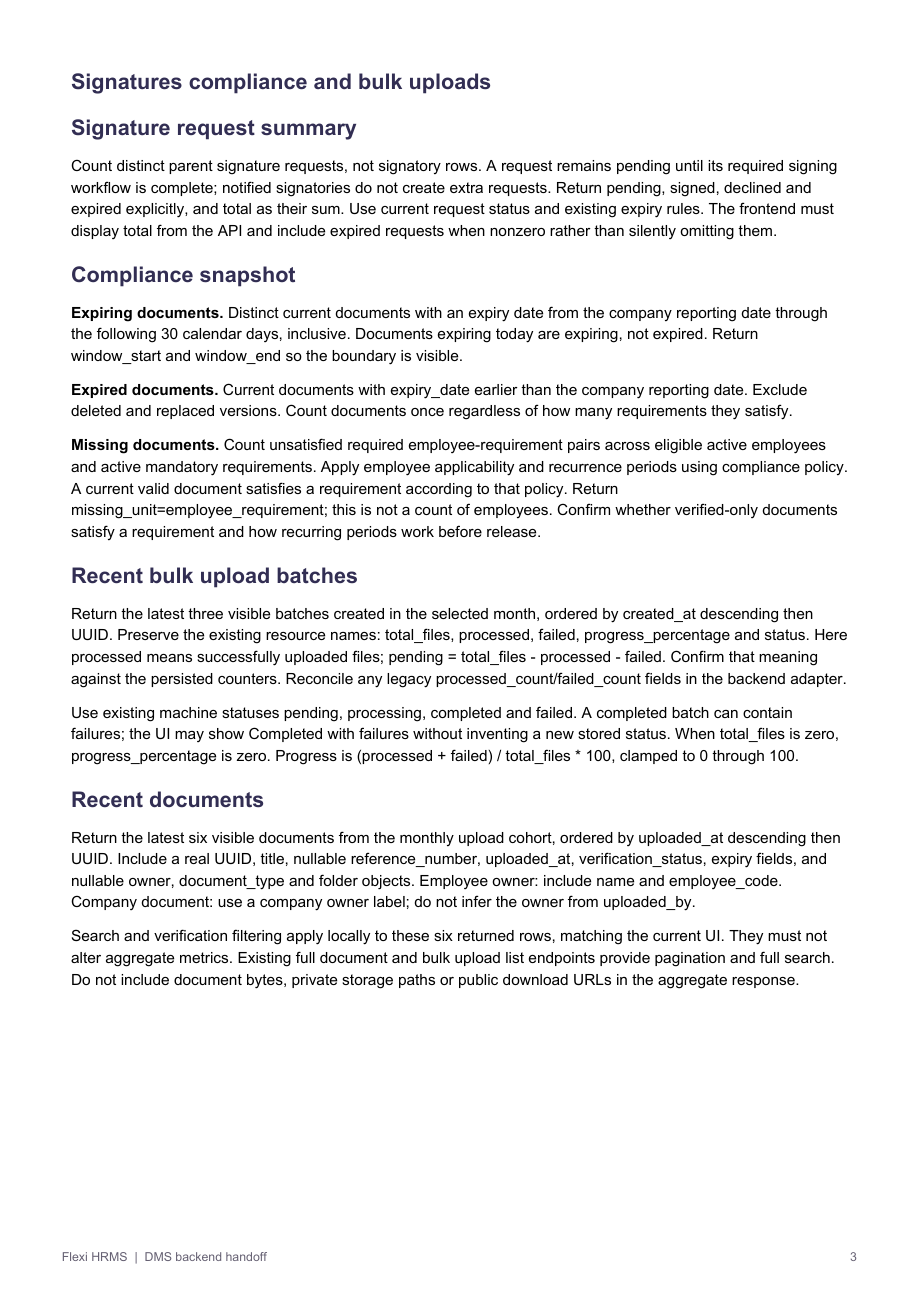 Signatures compliance and bulk uploads
Signature request summary
Count distinct parent signature requests, not signatory rows. A request remains pending until its required signing
workflow is complete; notified signatories do not create extra requests. Return pending, signed, declined and
expired explicitly, and total as their sum. Use current request status and existing expiry rules. The frontend must
display total from the API and include expired requests when nonzero rather than silently omitting them.
Compliance snapshot
Expiring documents. Distinct current documents with an expiry date from the company reporting date through
the following 30 calendar days, inclusive. Documents expiring today are expiring, not expired. Return
window_start and window_end so the boundary is visible.
Expired documents. Current documents with expiry_date earlier than the company reporting date. Exclude
deleted and replaced versions. Count documents once regardless of how many requirements they satisfy.
Missing documents. Count unsatisfied required employee-requirement pairs across eligible active employees
and active mandatory requirements. Apply employee applicability and recurrence periods using compliance policy.
A current valid document satisfies a requirement according to that policy. Return
missing_unit=employee_requirement; this is not a count of employees. Confirm whether verified-only documents
satisfy a requirement and how recurring periods work before release.
Recent bulk upload batches
Return the latest three visible batches created in the selected month, ordered by created_at descending then
UUID. Preserve the existing resource names: total_files, processed, failed, progress_percentage and status. Here
processed means successfully uploaded files; pending = total_files - processed - failed. Confirm that meaning
against the persisted counters. Reconcile any legacy processed_count/failed_count fields in the backend adapter.
Use existing machine statuses pending, processing, completed and failed. A completed batch can contain
failures; the UI may show Completed with failures without inventing a new stored status. When total_files is zero,
progress_percentage is zero. Progress is (processed + failed) / total_files * 100, clamped to 0 through 100.
Recent documents
Return the latest six visible documents from the monthly upload cohort, ordered by uploaded_at descending then
UUID. Include a real UUID, title, nullable reference_number, uploaded_at, verification_status, expiry fields, and
nullable owner, document_type and folder objects. Employee owner: include name and employee_code.
Company document: use a company owner label; do not infer the owner from uploaded_by.
Search and verification filtering apply locally to these six returned rows, matching the current UI. They must not
alter aggregate metrics. Existing full document and bulk upload list endpoints provide pagination and full search.
Do not include document bytes, private storage paths or public download URLs in the aggregate response.
Flexi HRMS | DMS backend handoff 3